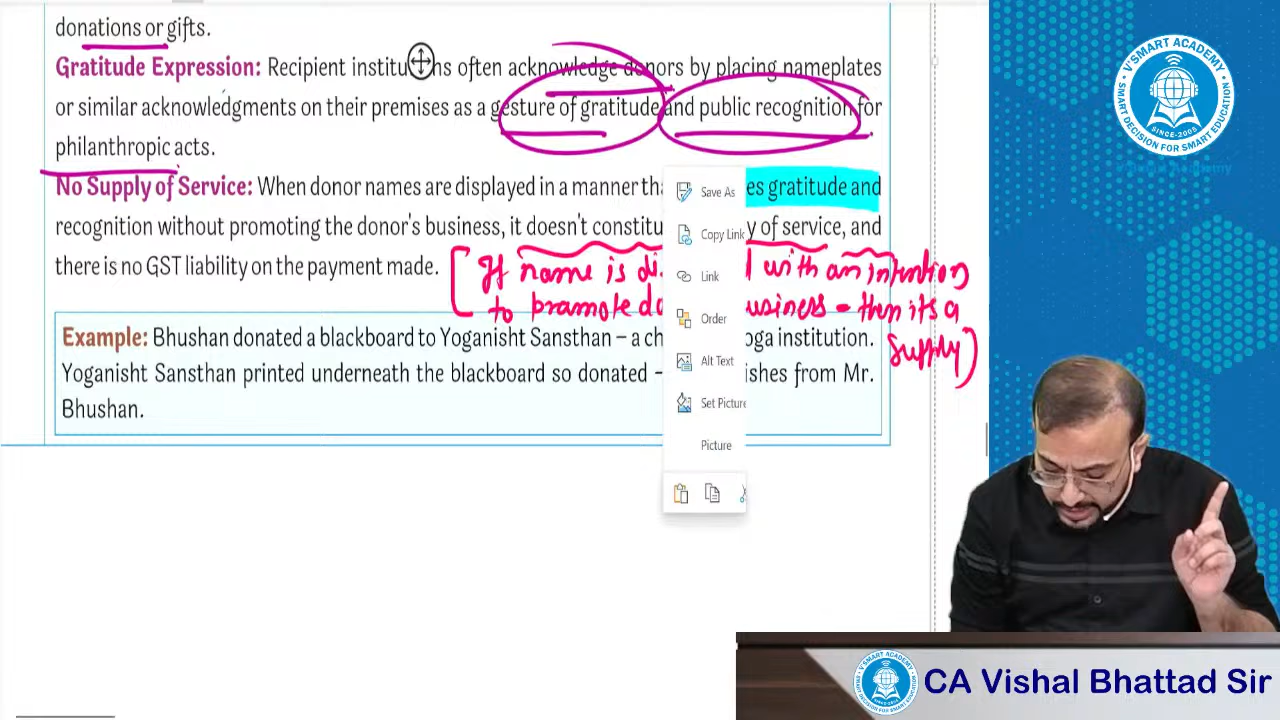 donations or gifts.
Gratitude Expression: Recipient institu ns often acknowledge donors by placing nameplates
or similar acknowledgments on their premises as a gesture of gratitude and public recognition for
philanthropic acts.
No Supply of Service: When donor names are displayed in a manner tha es gratitude and
recognition without promoting the donor's business, it doesn't constitu y of service, and
there is no GST liability on the payment made.
[If name is di d with an intention
to pramote do usiness - then its a
supply)
Example: Bhushan donated a blackboard to Yoganisht Sansthan – a ch oga institution.
Yoganisht Sansthan printed underneath the blackboard so donated – ishes from Mr.
Bhushan.
Save As
Copy Link
Link
Order
Alt Text
Set Picture
Picture
V'SMART ACADEMY
SMART DECISION FOR SMART EDUCATION
SINCE-2005
V'SMART ACADEMY
CA Vishal Bhattad Sir